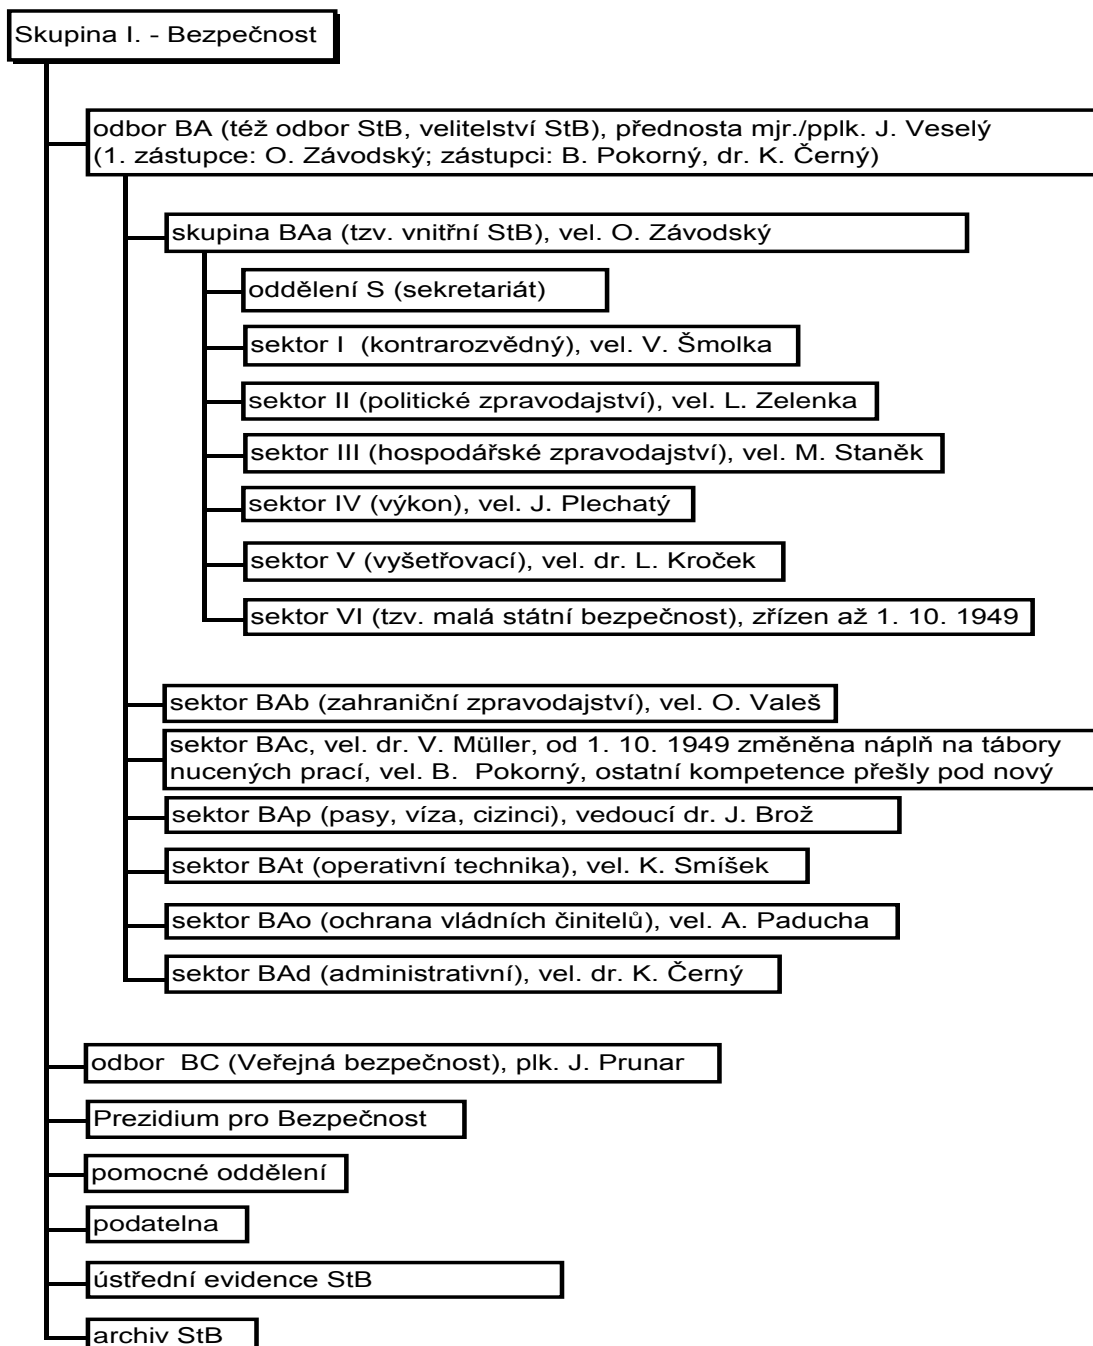 Skupina I. - Bezpečnost
odbor BA (též odbor StB, velitelství StB), přednosta mjr./pplk. J. Veselý
(1. zástupce: O. Závodský; zástupci: B. Pokorný, dr. K. Černý)
skupina BAa (tzv. vnitřní StB), vel. O. Závodský
oddělení S (sekretariát)
sektor I (kontrarozvědný), vel. V. Šmolka
sektor II (politické zpravodajství), vel. L. Zelenka
sektor III (hospodářské zpravodajství), vel. M. Staněk
sektor IV (výkon), vel. J. Plechatý
sektor V (vyšetřovací), vel. dr. L. Kroček
sektor VI (tzv. malá státní bezpečnost), zřízen až 1. 10. 1949
sektor BAb (zahraniční zpravodajství), vel. O. Valeš
sektor BAc, vel. dr. V. Müller, od 1. 10. 1949 změněna náplň na tábory
nucených prací, vel. B. Pokorný, ostatní kompetence přešly pod nový
sektor BAp (pasy, víza, cizinci), vedoucí dr. J. Brož
sektor BAt (operativní technika), vel. K. Smíšek
sektor BAo (ochrana vládních činitelů), vel. A. Paducha
sektor BAd (administrativní), vel. dr. K. Černý
odbor BC (Veřejná bezpečnost), plk. J. Prunar
Prezidium pro Bezpečnost
pomocné oddělení
podatelna
ústřední evidence StB
archiv StB